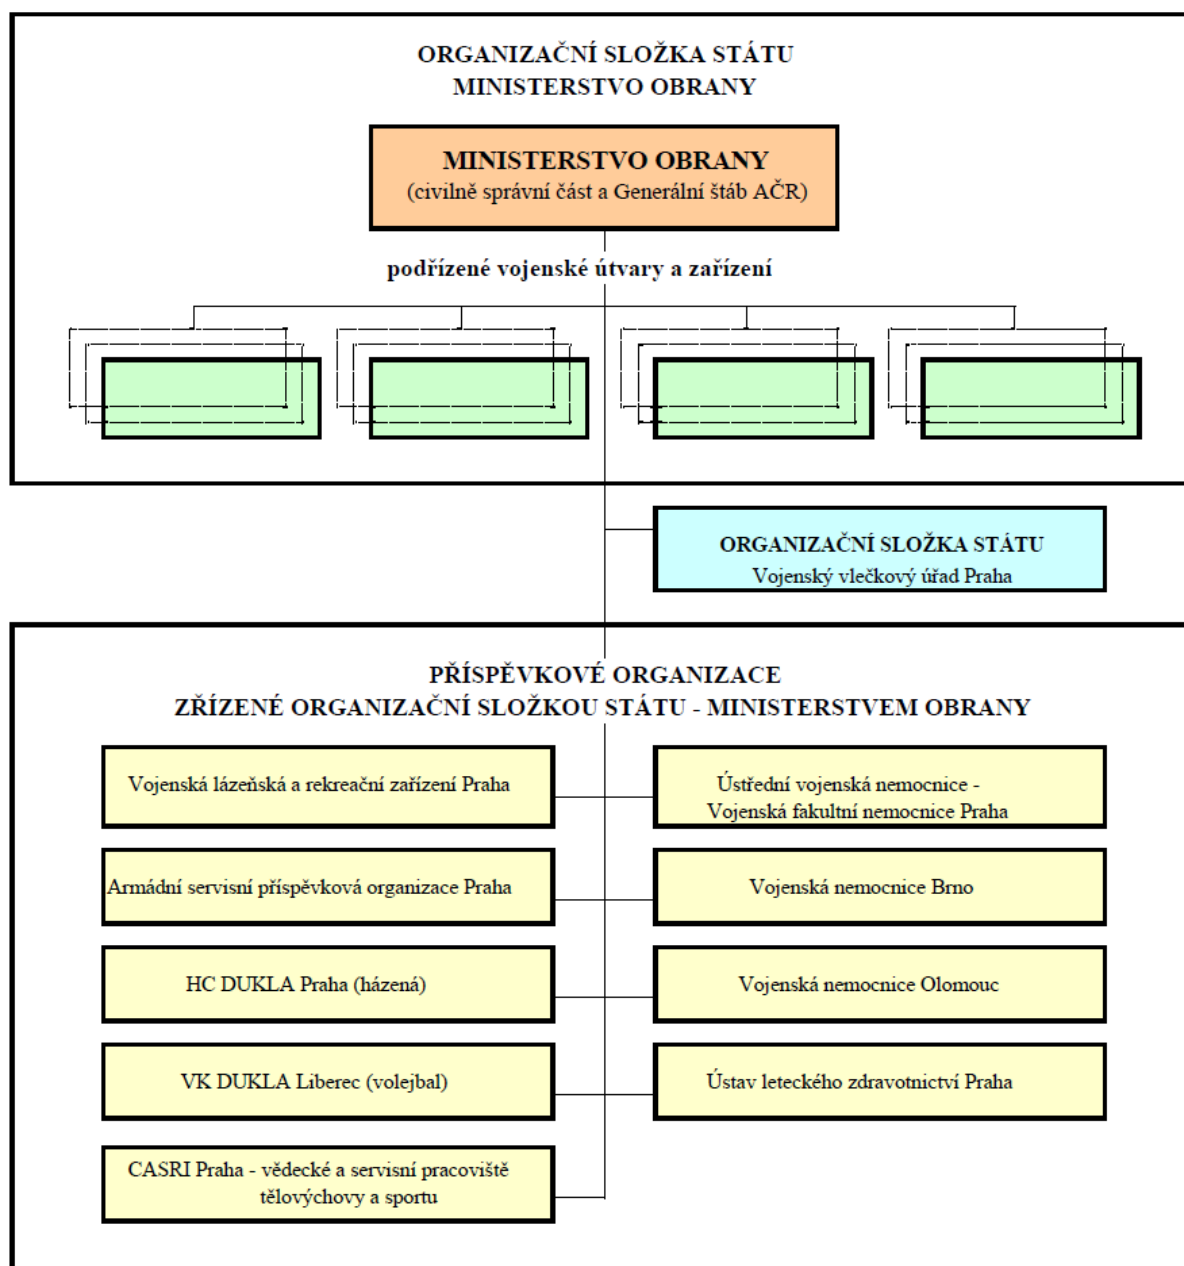 ORGANIZAČNÍ SLOŽKA STÁTU
MINISTERSTVO OBRANY
MINISTERSTVO OBRANY
(civilně správní část a Generální štáb AČR)
podřízené vojenské útvary a zařízení
ORGANIZAČNÍ SLOŽKA STÁTU
Vojenský vlečkový úřad Praha
PŘÍSPĚVKOVÉ ORGANIZACE
ZŘÍZENÉ ORGANIZAČNÍ SLOŽKOU STÁTU - MINISTERSTVEM OBRANY
Vojenská lázeňská a rekreační zařízení Praha
Ústřední vojenská nemocnice -
Vojenská fakultní nemocnice Praha
Armádní servisní příspěvková organizace Praha
Vojenská nemocnice Brno
HC DUKLA Praha (házená)
Vojenská nemocnice Olomouc
VK DUKLA Liberec (volejbal)
Ústav leteckého zdravotnictví Praha
CASRI Praha - vědecké a servisní pracoviště
tělovýchovy a sportu